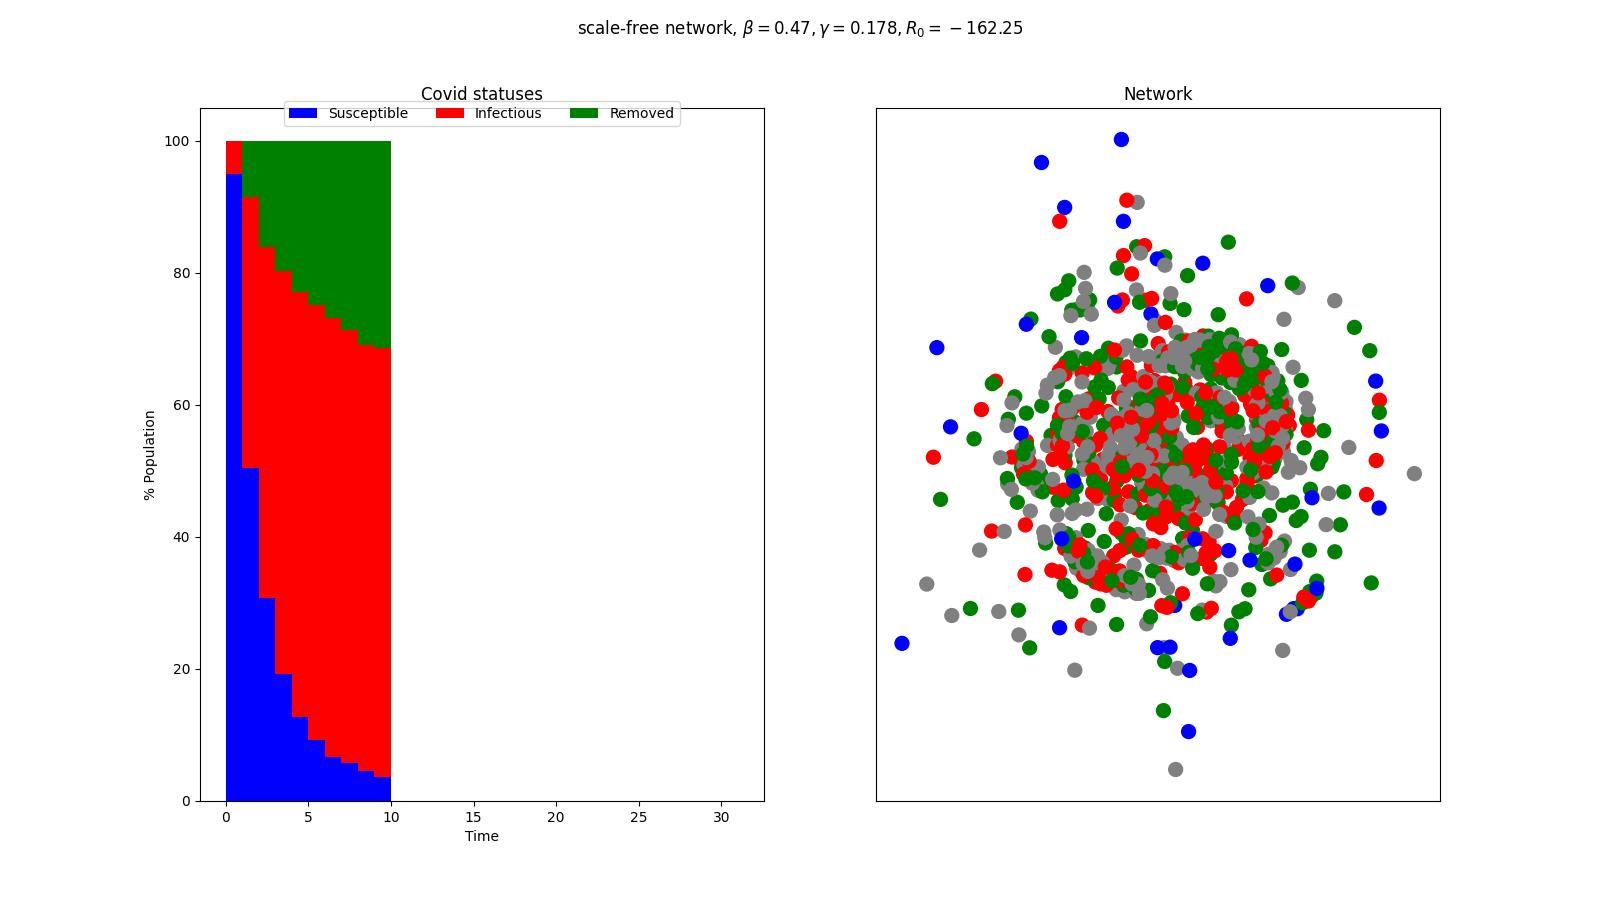 scale-free network, β = 0.47, γ = 0.178, R₀ = − 162.25
Covid statuses
Susceptible Infectious Removed
100
80
60
40
20
0
% Population
0 5 10 15 20 25 30
Time
Network